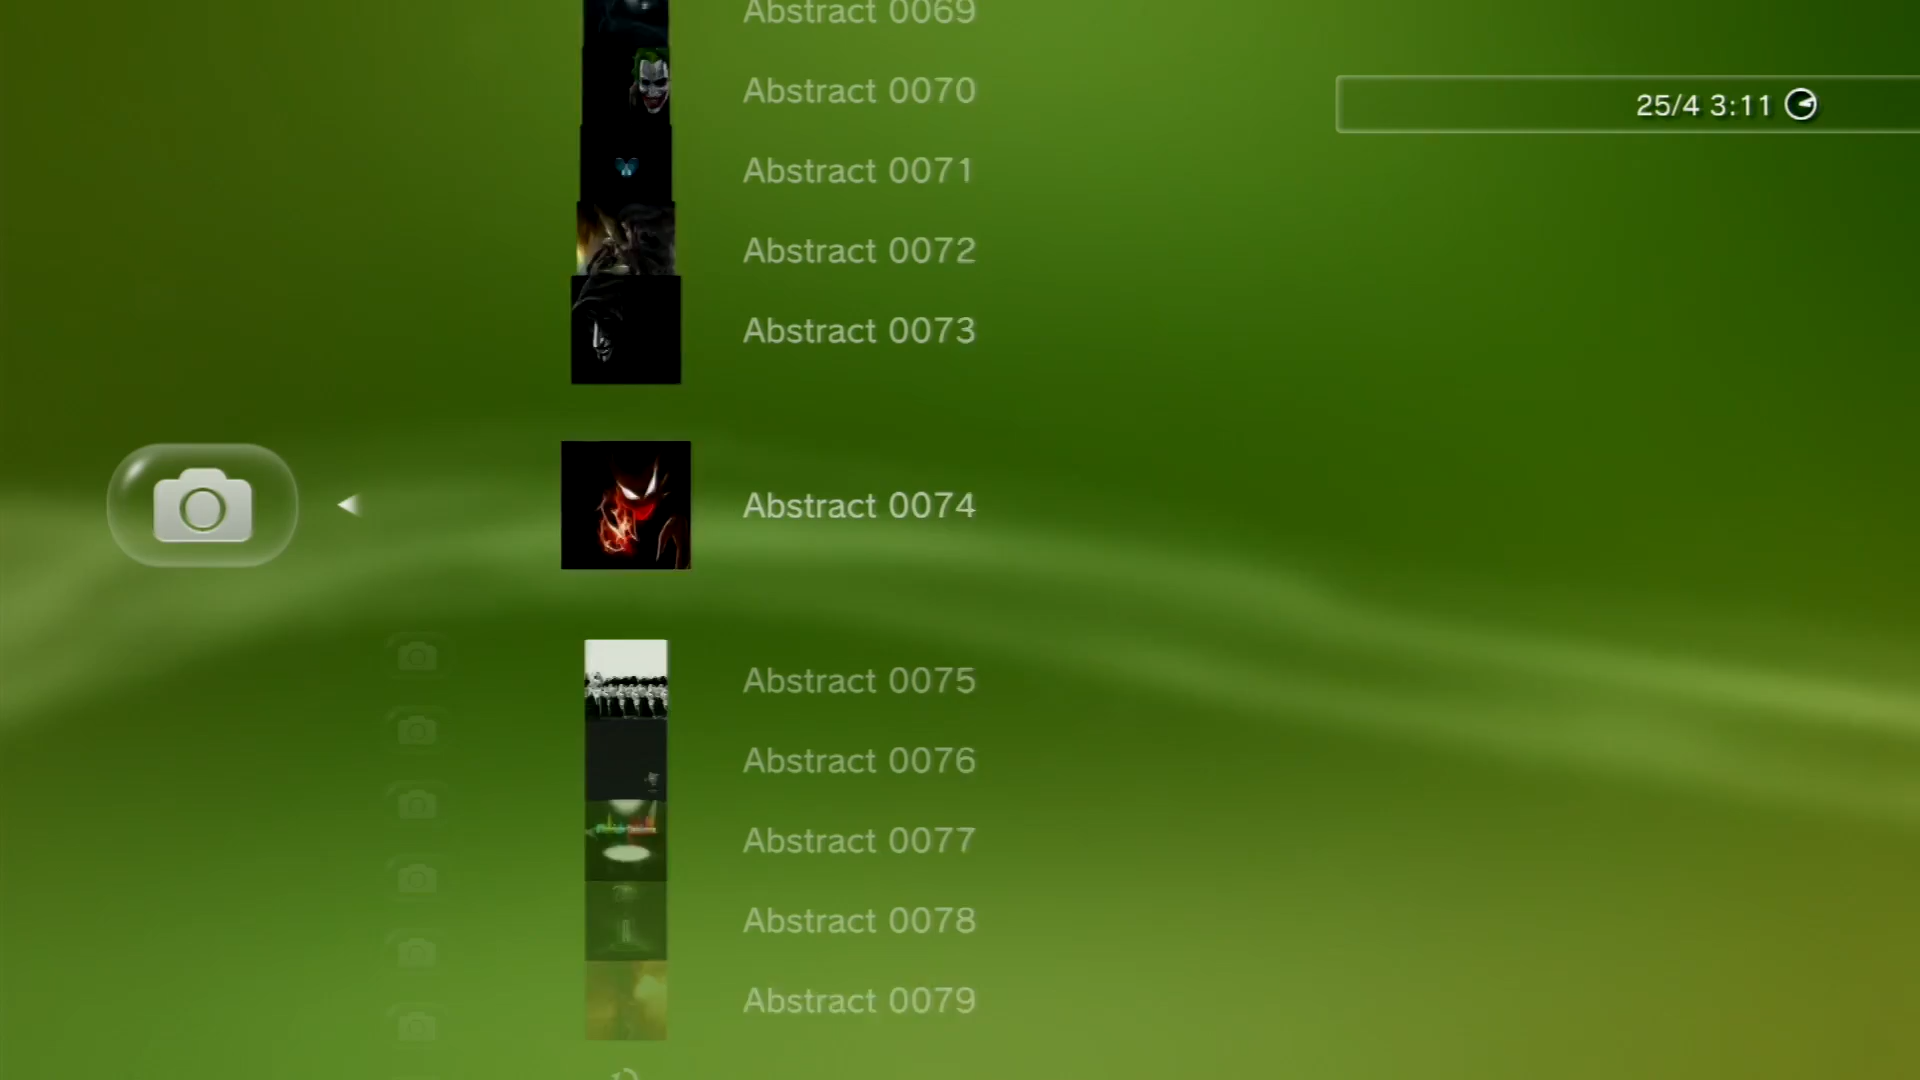 Abstract 0069
Abstract 0070
25/4 3:11
Abstract 0071
Abstract 0072
Abstract 0073
Abstract 0074
Abstract 0075
Abstract 0076
Abstract 0077
Abstract 0078
Abstract 0079